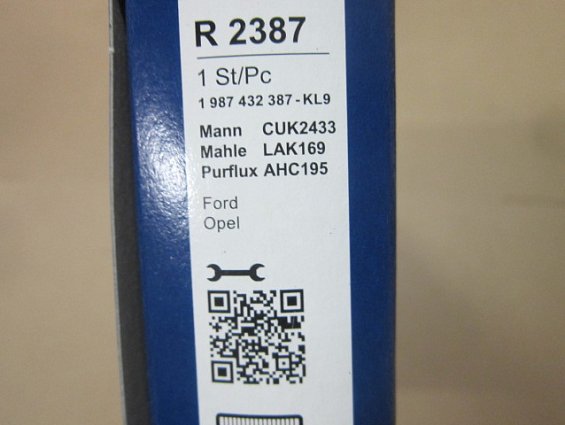 R 2387
1 St/Pc
1 987 432 387-KL9
Mann CUK2433
Mahle LAK169
Purflux AHC195
Ford
Opel